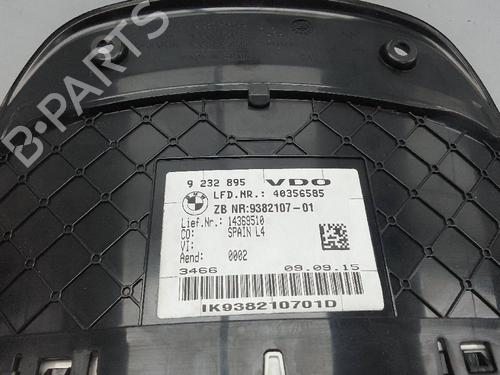 B-PARTS
9 232 895 VDO
LFD.NR.: 40356585
ZB NR:9382107-01
Lief.Nr.: 14369510
CO: SPAIN L4
VI:
Aend: 0002
3466 09.09.15
IK938210701D